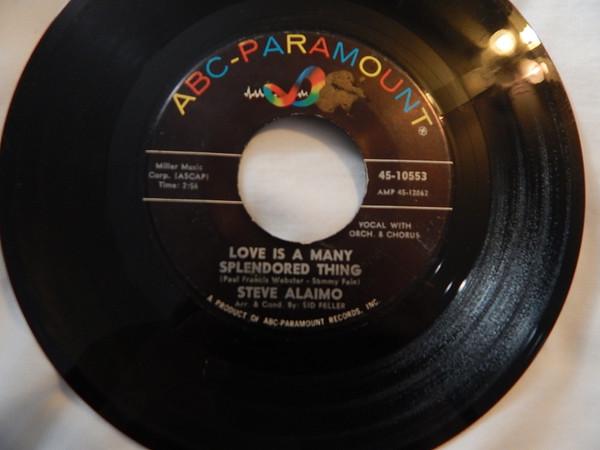 ABC-PARAMOUNT®
Miller Music
Corp. (ASCAP)
Time: 2:56
45-10553
AMP 45-12062
VOCAL WITH
ORCH. & CHORUS
LOVE IS A MANY
SPLENDORED THING
(Paul Francis Webster - Sammy Fain)
STEVE ALAIMO
Arr. & Cond. By: SID FELLER
A PRODUCT OF ABC-PARAMOUNT RECORDS, INC.